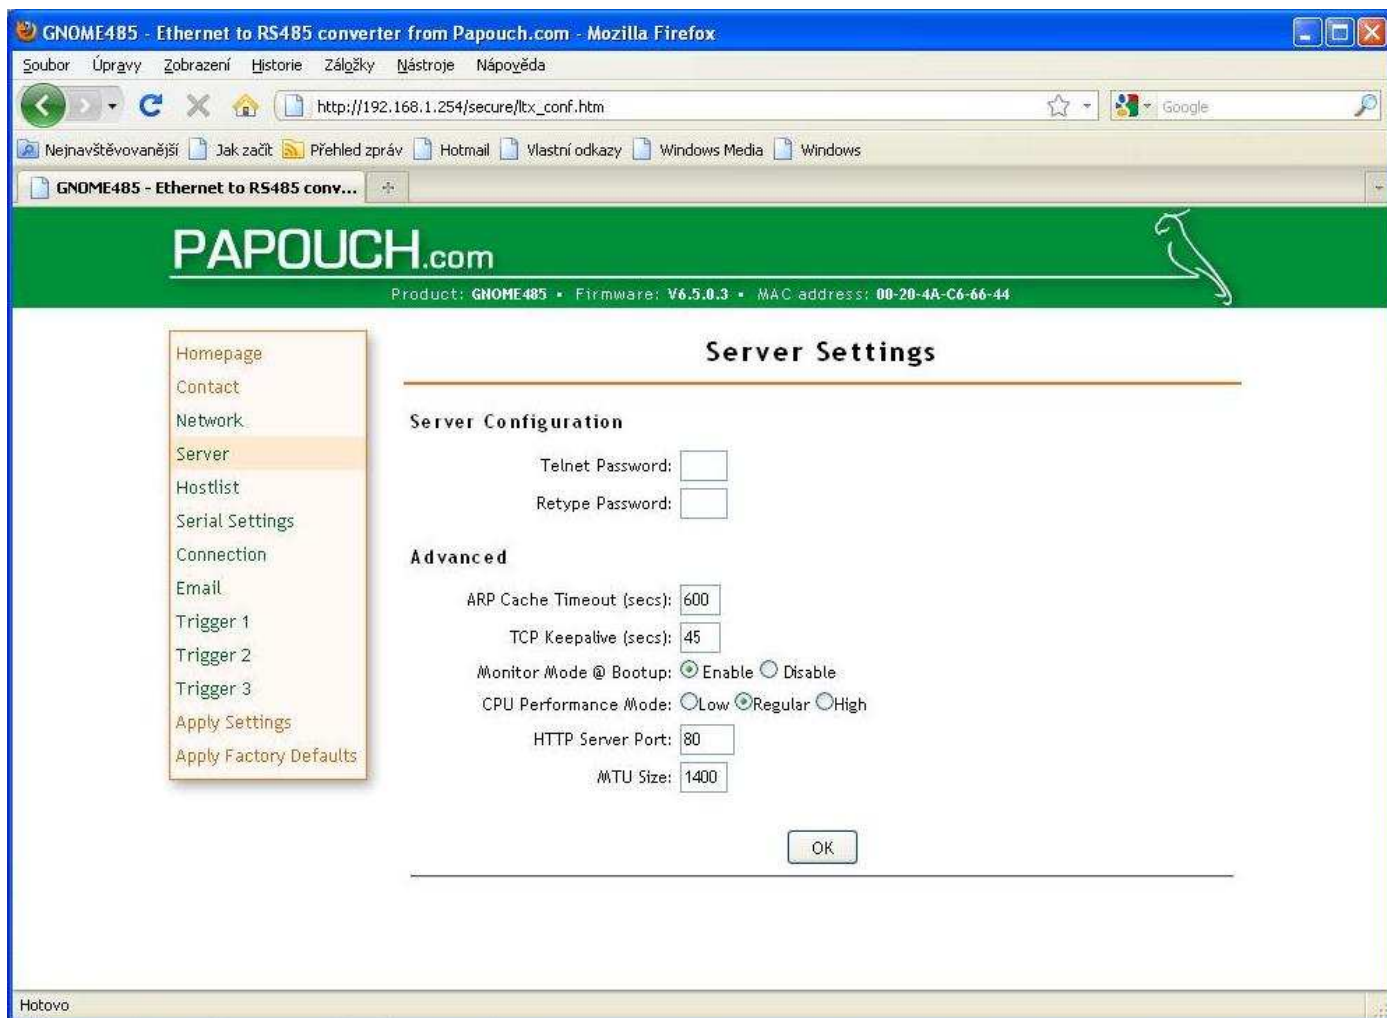 GNOME485 - Ethernet to RS485 converter from Papouch.com - Mozilla Firefox
Soubor Úpravy Zobrazení Historie Záložky Nástroje Nápověda
http://192.168.1.254/secure/ltx_conf.htm
Google
Nejnavštěvovanější Jak začít Přehled zpráv Hotmail Vlastní odkazy Windows Media Windows
GNOME485 - Ethernet to RS485 conv...
PAPOUCH.com
Product: GNOME485 • Firmware: V6.5.0.3 • MAC address: 00-20-4A-C6-66-44
Homepage
Contact
Network
Server
Hostlist
Serial Settings
Connection
Email
Trigger 1
Trigger 2
Trigger 3
Apply Settings
Apply Factory Defaults
Server Settings
Server Configuration
Telnet Password:
Retype Password:
Advanced
ARP Cache Timeout (secs): 600
TCP Keepalive (secs): 45
Monitor Mode @ Bootup: Enable Disable
CPU Performance Mode: Low Regular High
HTTP Server Port: 80
MTU Size: 1400
OK
Hotovo